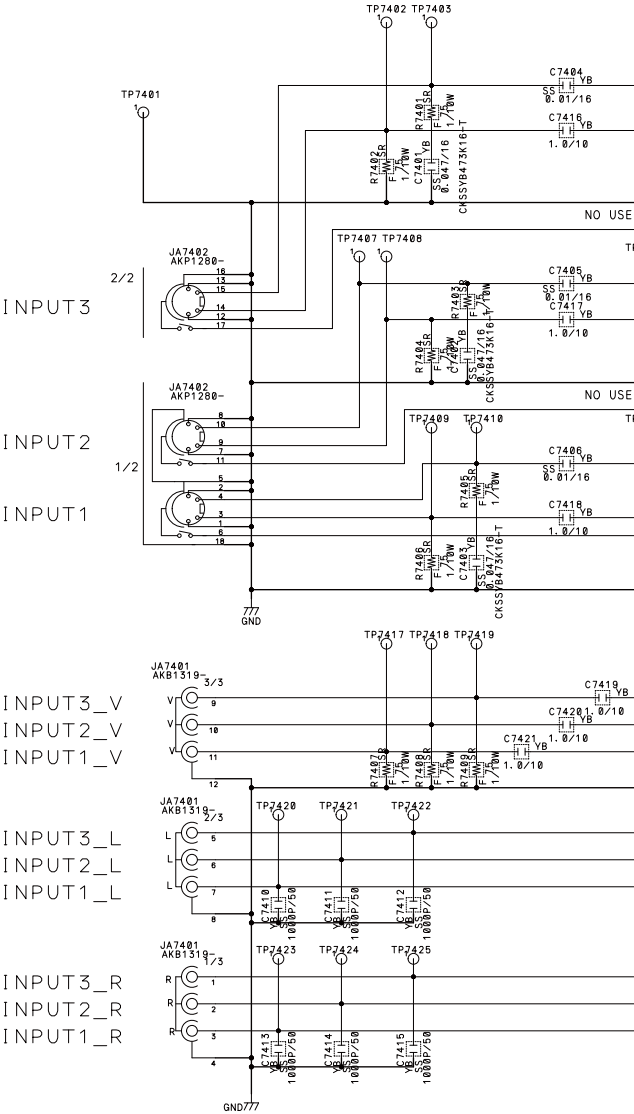 TP7402 TP7403
1 1
TP7401
1
C7404
YB
SS
0.01/16
C7416
YB
1.0/10
R7401 SR
F 75
1/10W
R7402 SR
F 75
1/10W
C7401 YB
SS
0.047/16
CKSSYB473K16-T
NO USE
JA7402
AKP1280-
2/2
INPUT3
16
13
15
14
12
17
TP7407 TP7408
1 1
C7405
YB
SS
0.01/16
C7417
YB
1.0/10
R7403 SR
F 75
1/10W
R7404 SR
F 75
1/10W
YB
SS
0.047/16
CKSSYB473K16-T
NO USE
JA7402
AKP1280-
INPUT2
1/2
8
10
9
7
11
TP7409 TP7410
C7406
YB
SS
0.01/16
INPUT1
5
2
4
3
1
6
18
C7418
YB
1.0/10
R7405 SR
F 75
1/10W
R7406 SR
F 75
1/10W
C7403 YB
SS
0.047/16
CKSSYB473K16-T
GND
TP7417 TP7418 TP7419
JA7401
AKB1319-
3/3
INPUT3_V
V
9
C7419
YB
1.0/10
INPUT2_V
V
10
C7420
YB
1.0/10
INPUT1_V
V
11
C7421
YB
1.0/10
12
R7407 SR
F 75
1/10W
R7408 SR
F 75
1/10W
R7409 SR
F 75
1/10W
JA7401
AKB1319-
2/3
TP7420 TP7421 TP7422
INPUT3_L
L
5
INPUT2_L
L
6
INPUT1_L
L
7
8
C7410
YB
SS
1000P/50
C7411
YB
SS
1000P/50
C7412
YB
SS
1000P/50
JA7401
AKB1319-
1/3
TP7423 TP7424 TP7425
INPUT3_R
R
1
INPUT2_R
R
2
INPUT1_R
R
3
4
C7413
YB
SS
1000P/50
C7414
YB
SS
1000P/50
C7415
YB
SS
1000P/50
GND